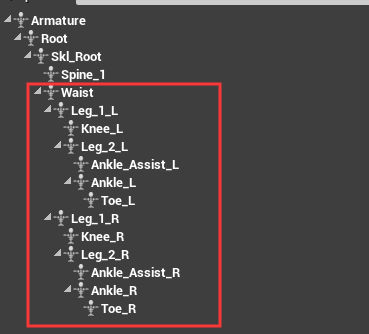 Armature
Root
Skl_Root
Spine_1
Waist
Leg_1_L
Knee_L
Leg_2_L
Ankle_Assist_L
Ankle_L
Toe_L
Leg_1_R
Knee_R
Leg_2_R
Ankle_Assist_R
Ankle_R
Toe_R